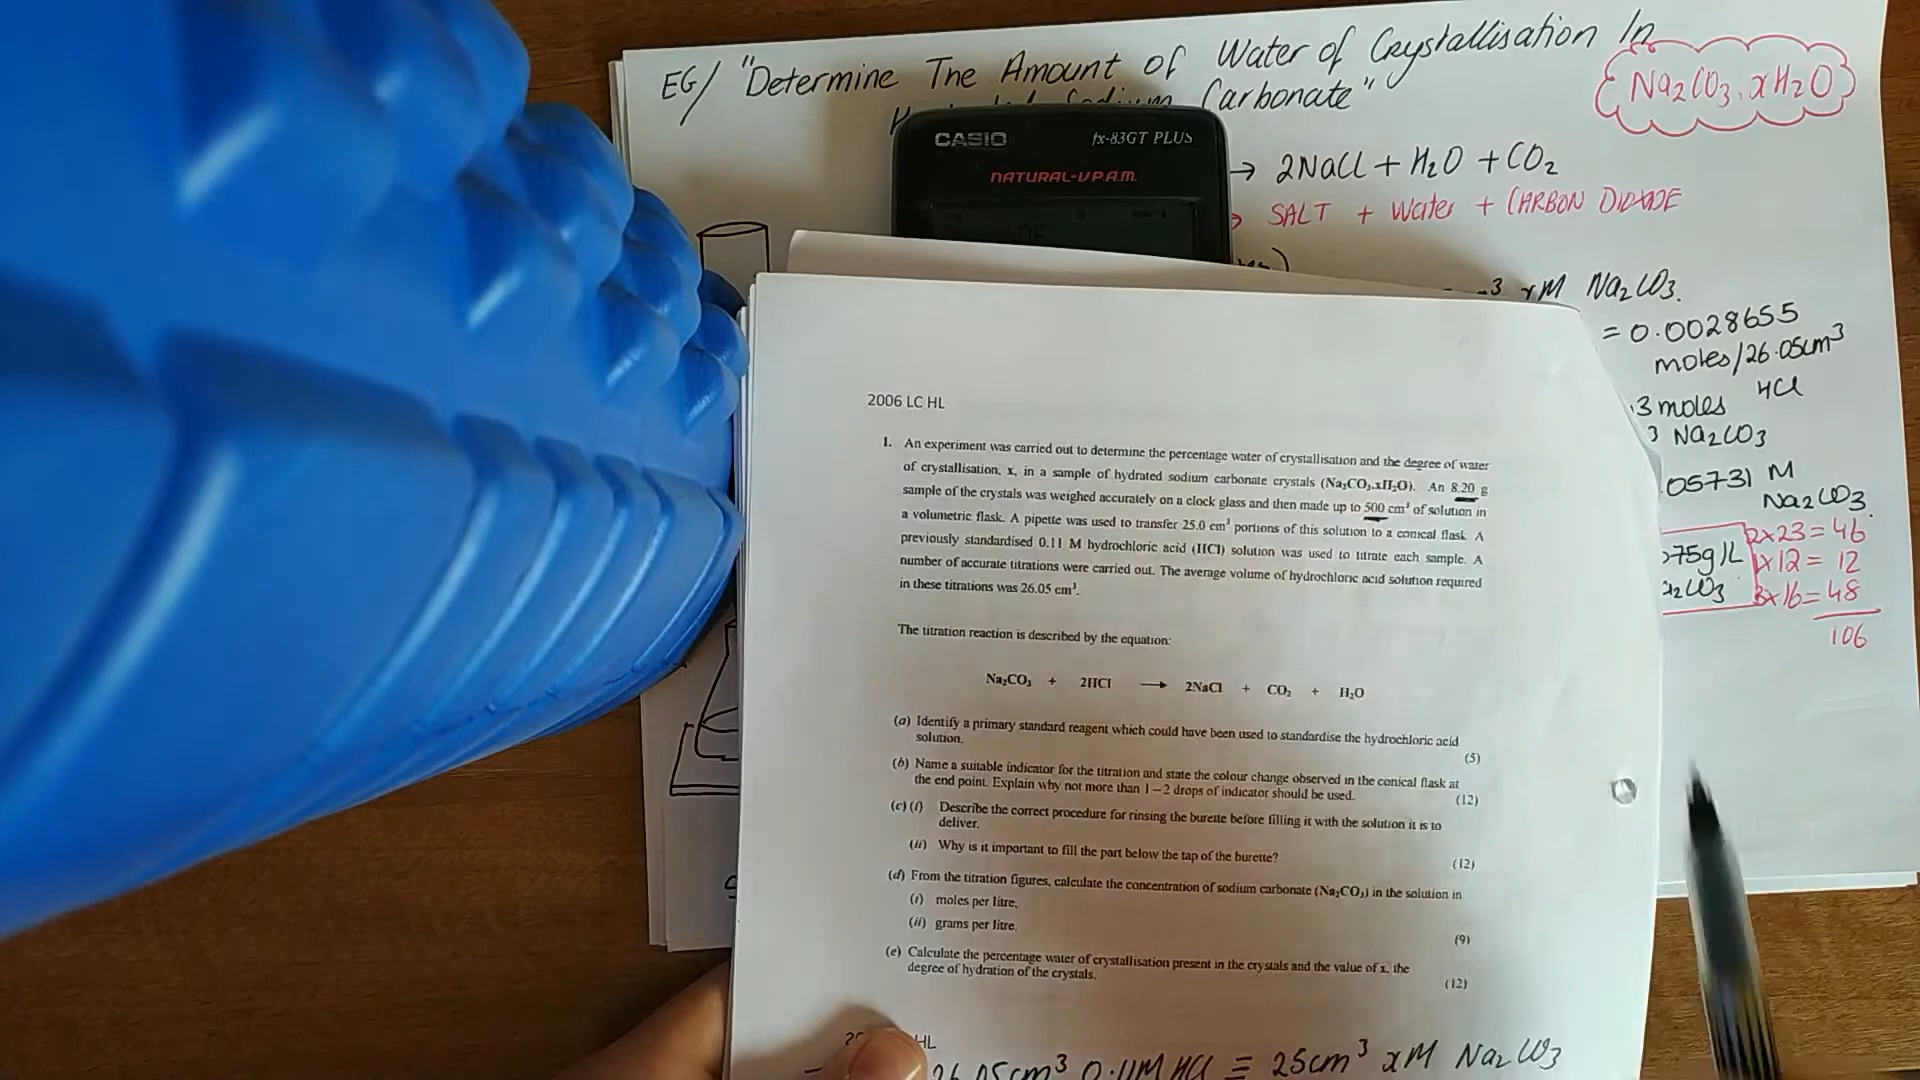 EG/ "Determine The Amount of Water of Crystallisation In
Carbonate"
Na2CO3.xH2O
CASIO fx-83GT PLUS
NATURAL-V.P.A.M.
→ 2NaCl + H2O + CO2
SALT + Water + CARBON DIOXIDE
xM Na2CO3.
= 0.0028655
moles/26.05cm3
HCl
3 moles
3 Na2CO3
.05731 M
Na2CO3.
75g/L
2x23 = 46
1x12 = 12
3x16 = 48
106
2006 LC HL
1. An experiment was carried out to determine the percentage water of crystallisation and the degree of water
of crystallisation, x, in a sample of hydrated sodium carbonate crystals (Na2CO3.xH2O). An 8.20 g
sample of the crystals was weighed accurately on a clock glass and then made up to 500 cm3 of solution in
a volumetric flask. A pipette was used to transfer 25.0 cm3 portions of this solution to a conical flask. A
previously standardised 0.11 M hydrochloric acid (HCl) solution was used to titrate each sample. A
number of accurate titrations were carried out. The average volume of hydrochloric acid solution required
in these titrations was 26.05 cm3.
The titration reaction is described by the equation:
Na2CO3 + 2HCl → 2NaCl + CO2 + H2O
(a) Identify a primary standard reagent which could have been used to standardise the hydrochloric acid
solution. (5)
(b) Name a suitable indicator for the titration and state the colour change observed in the conical flask at
the end point. Explain why not more than 1 – 2 drops of indicator should be used. (12)
(c) (i) Describe the correct procedure for rinsing the burette before filling it with the solution it is to
deliver.
(ii) Why is it important to fill the part below the tap of the burette? (12)
(d) From the titration figures, calculate the concentration of sodium carbonate (Na2CO3) in the solution in
(i) moles per litre,
(ii) grams per litre. (9)
(e) Calculate the percentage water of crystallisation present in the crystals and the value of x, the
degree of hydration of the crystals. (12)
HL
26.05cm3 0.11M HCl ≡ 25cm3 xM Na2CO3